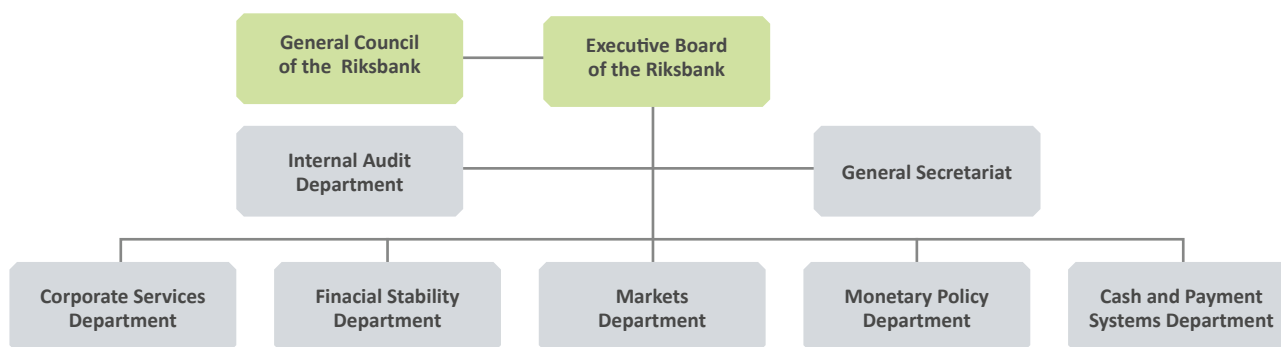 General Council
of the Riksbank
Executive Board
of the Riksbank
Internal Audit
Department
General Secretariat
Corporate Services
Department
Finacial Stability
Department
Markets
Department
Monetary Policy
Department
Cash and Payment
Systems Department